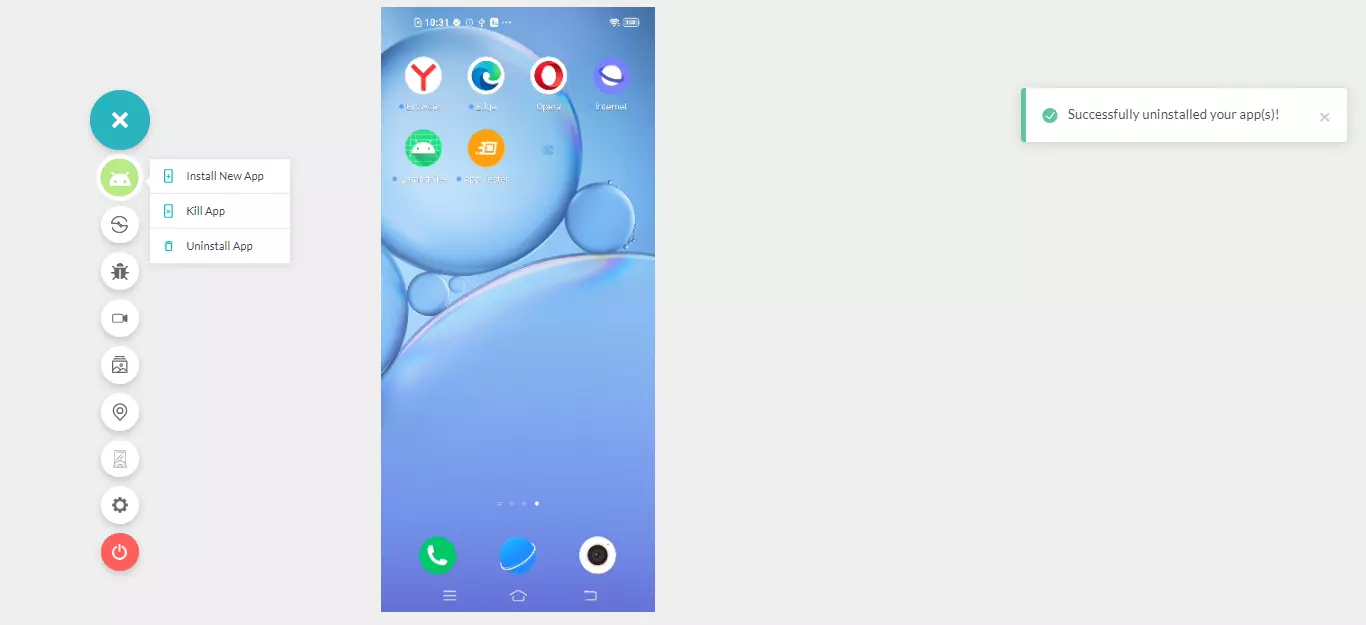 10:31
Browser
Edge
Opera
Internet
App Tester
Install New App
Kill App
Uninstall App
Successfully uninstalled your app(s)!